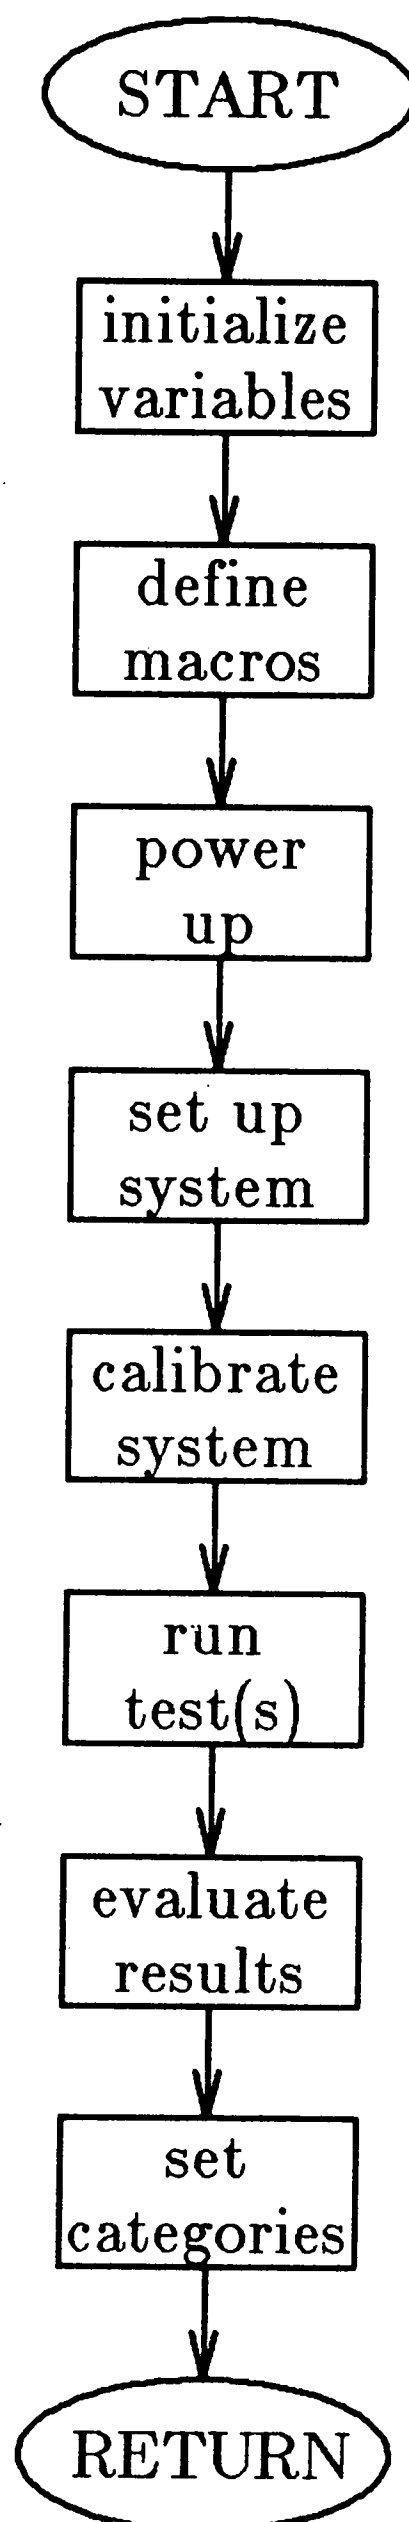 START
initialize
variables
define
macros
power
up
set up
system
calibrate
system
run
test(s)
evaluate
results
set
categories
RETURN